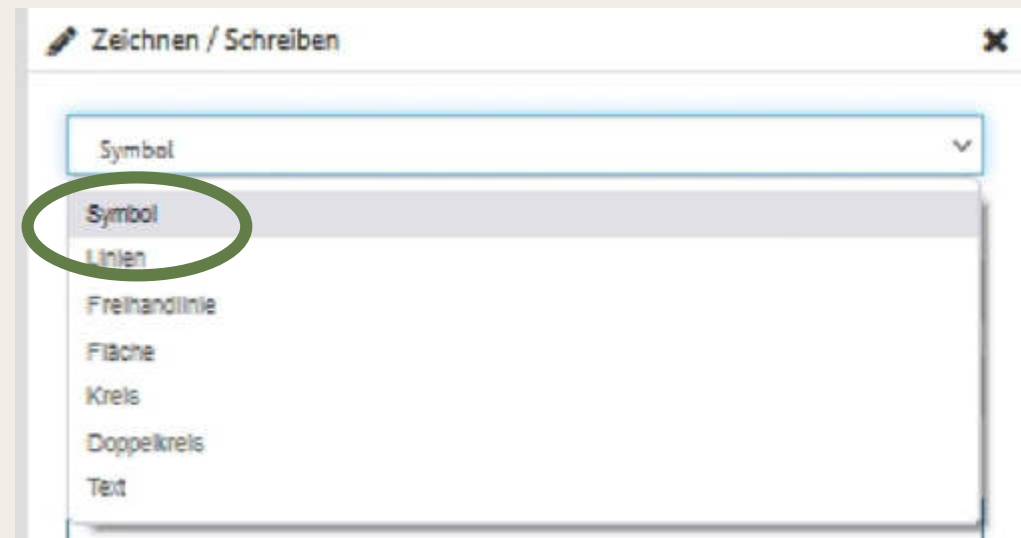 Zeichnen / Schreiben
Symbol
Symbol
Linien
Freihandlinie
Fläche
Kreis
Doppelkreis
Text